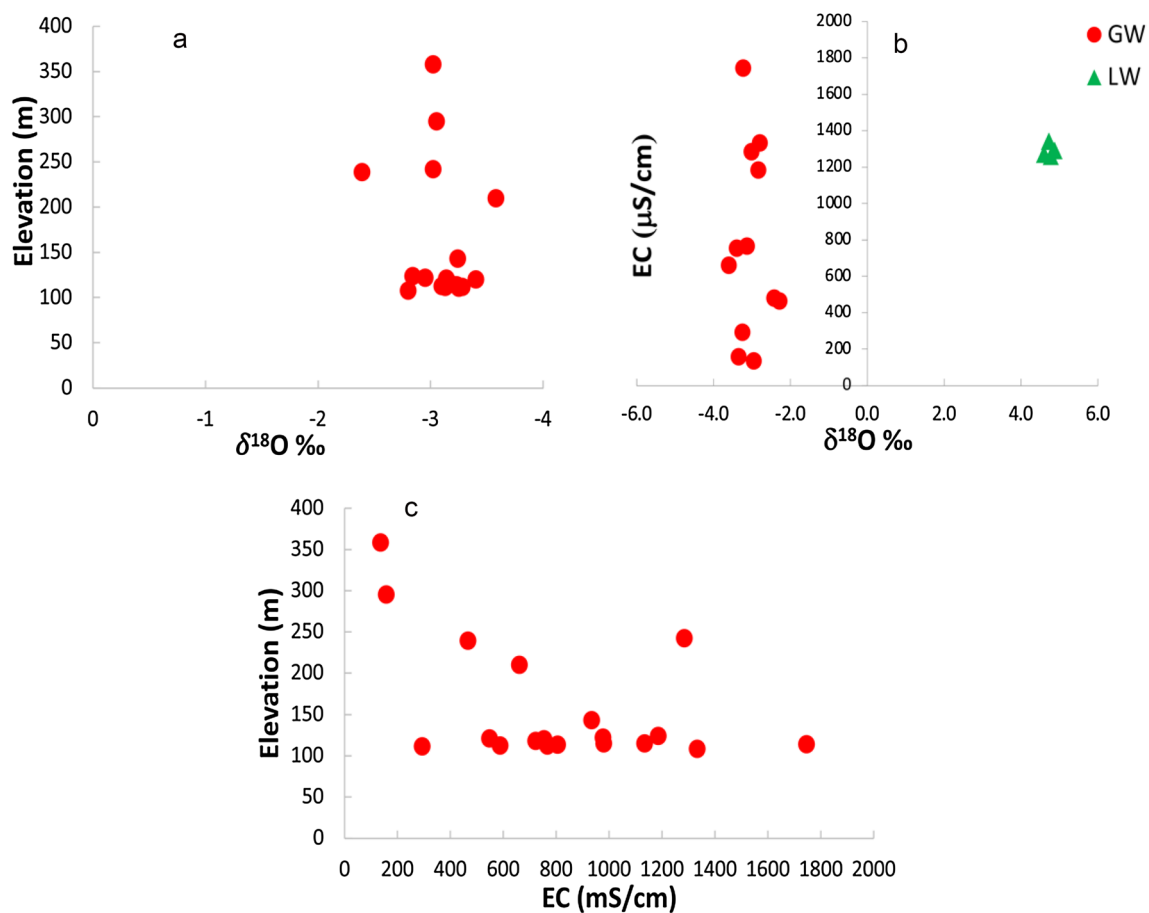 a
Elevation (m)
400
350
300
250
200
150
100
50
0
0 -1 -2 -3 -4
δ¹⁸O ‰
b
EC (µS/cm)
2000
1800
1600
1400
1200
1000
800
600
400
200
0
-6.0 -4.0 -2.0 0.0 2.0 4.0 6.0
δ¹⁸O ‰
GW
LW
c
Elevation (m)
400
350
300
250
200
150
100
50
0
0 200 400 600 800 1000 1200 1400 1600 1800 2000
EC (mS/cm)